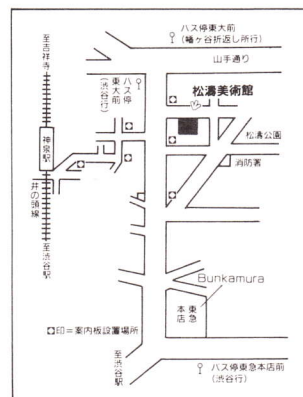 バス停東大前
(幡ヶ谷折返し所行)
至吉祥寺
バス停
東大前
(渋谷行)
山手通り
松濤美術館
松濤公園
神泉駅
消防署
井の頭線
至渋谷駅
Bunkamura
東急
本店
印=案内板設置場所
至渋谷駅
バス停東急本店前
(渋谷行)